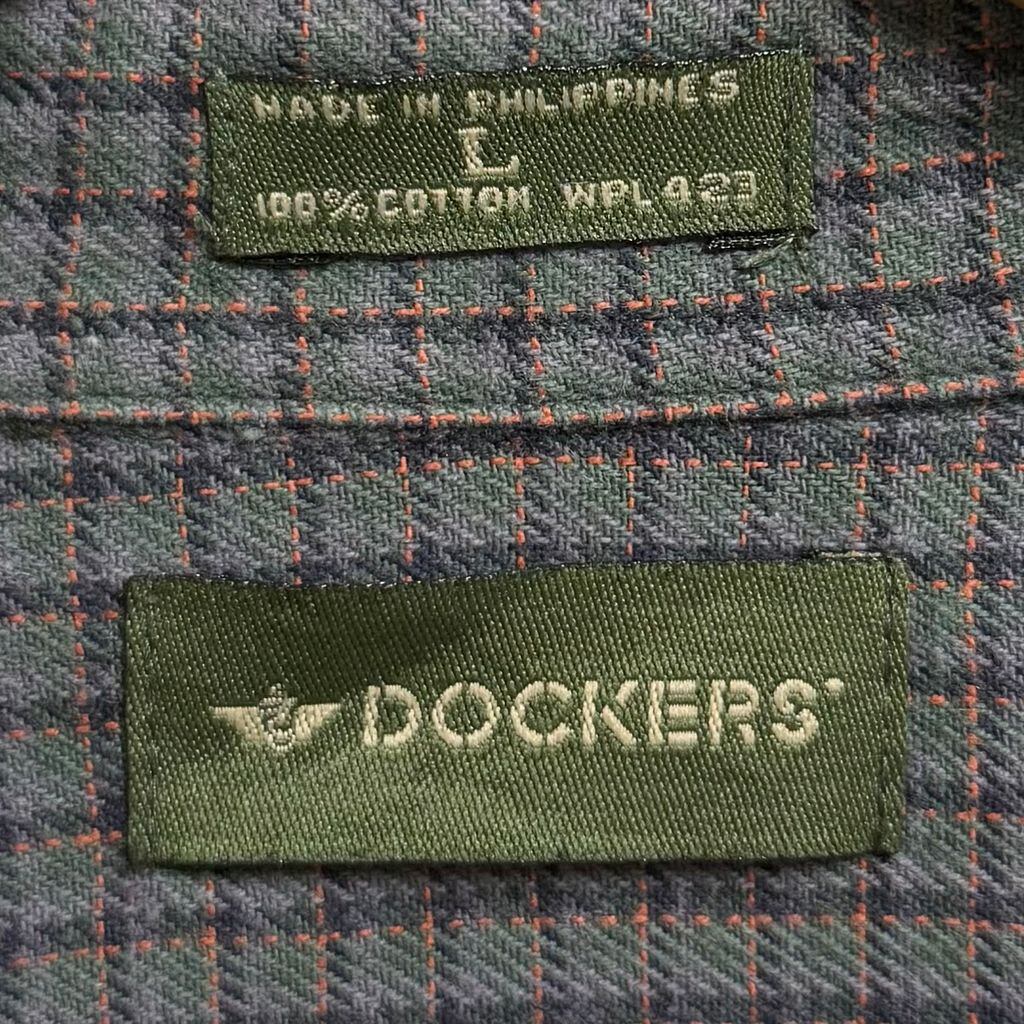 MADE IN PHILIPPINES
L
100% COTTON WPL 423
DOCKERS